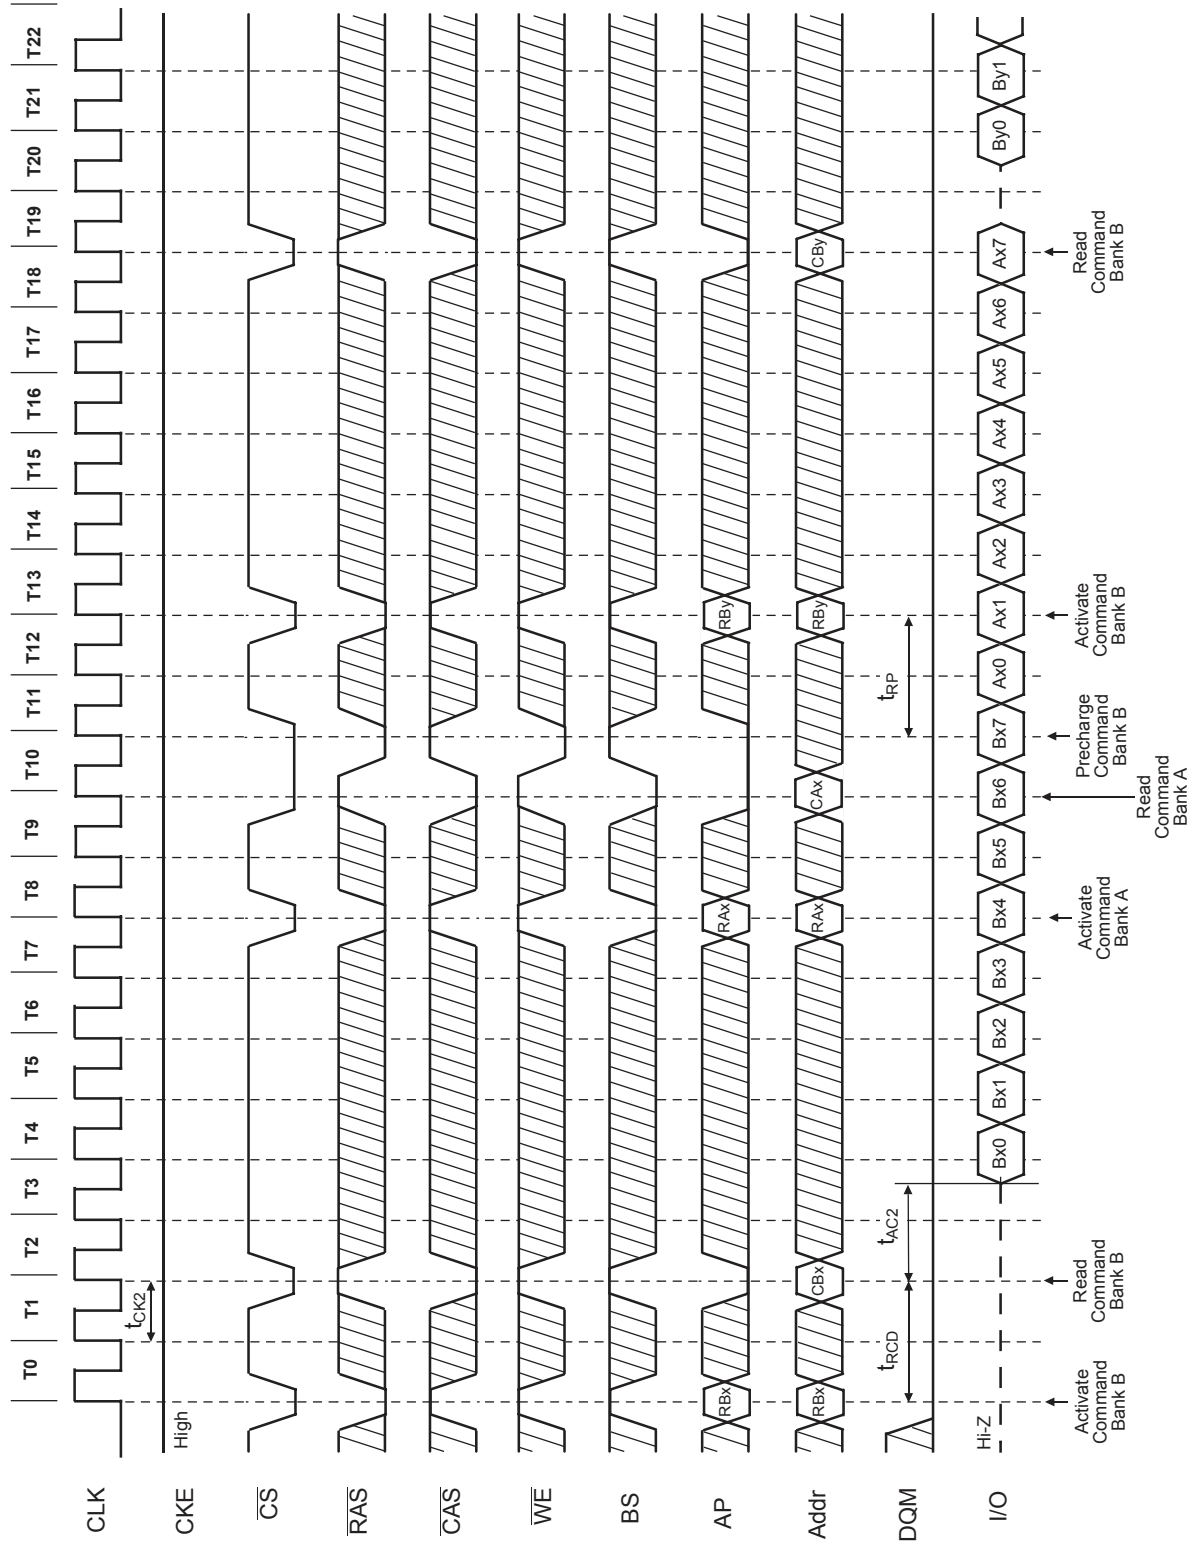 T0 T1 T2 T3 T4 T5 T6 T7 T8 T9 T10 T11 T12 T13 T14 T15 T16 T17 T18 T19 T20 T21 T22
CLK
tCK2
CKE
High
CS
RAS
CAS
WE
BS
AP
RBx RAx RBy
Addr
RBx CBx RAx CAx RBy CBy
DQM
tRCD tAC2 tRP
I/O
Hi-Z
Bx0 Bx1 Bx2 Bx3 Bx4 Bx5 Bx6 Bx7 Ax0 Ax1 Ax2 Ax3 Ax4 Ax5 Ax6 Ax7 By0 By1
Activate
Command
Bank B
Read
Command
Bank B
Activate
Command
Bank A
Read
Command
Bank A
Precharge
Command
Bank B
Activate
Command
Bank B
Read
Command
Bank B